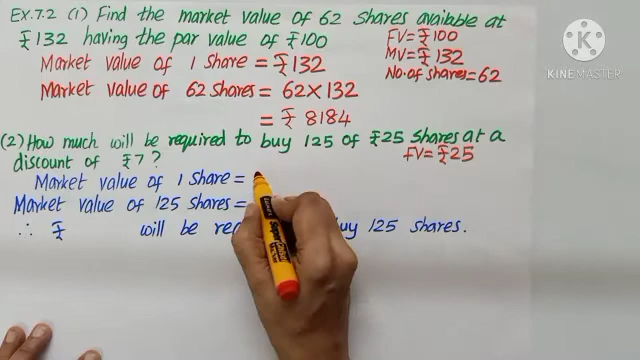 Ex.7.2 (1) Find the market value of 62 shares available at
₹132 having the par value of ₹100
FV=₹100
MV=₹132
No.of shares=62
Market value of 1 share = ₹132
Market value of 62 Shares = 62×132
= ₹ 8184
(2) How much will be required to buy 125 of ₹25 Shares at a
discount of ₹7?
FV=₹25
Market value of 1 Share =
Market value of 125 shares =
∴ ₹ will be buy 125 shares.
KINEMASTER